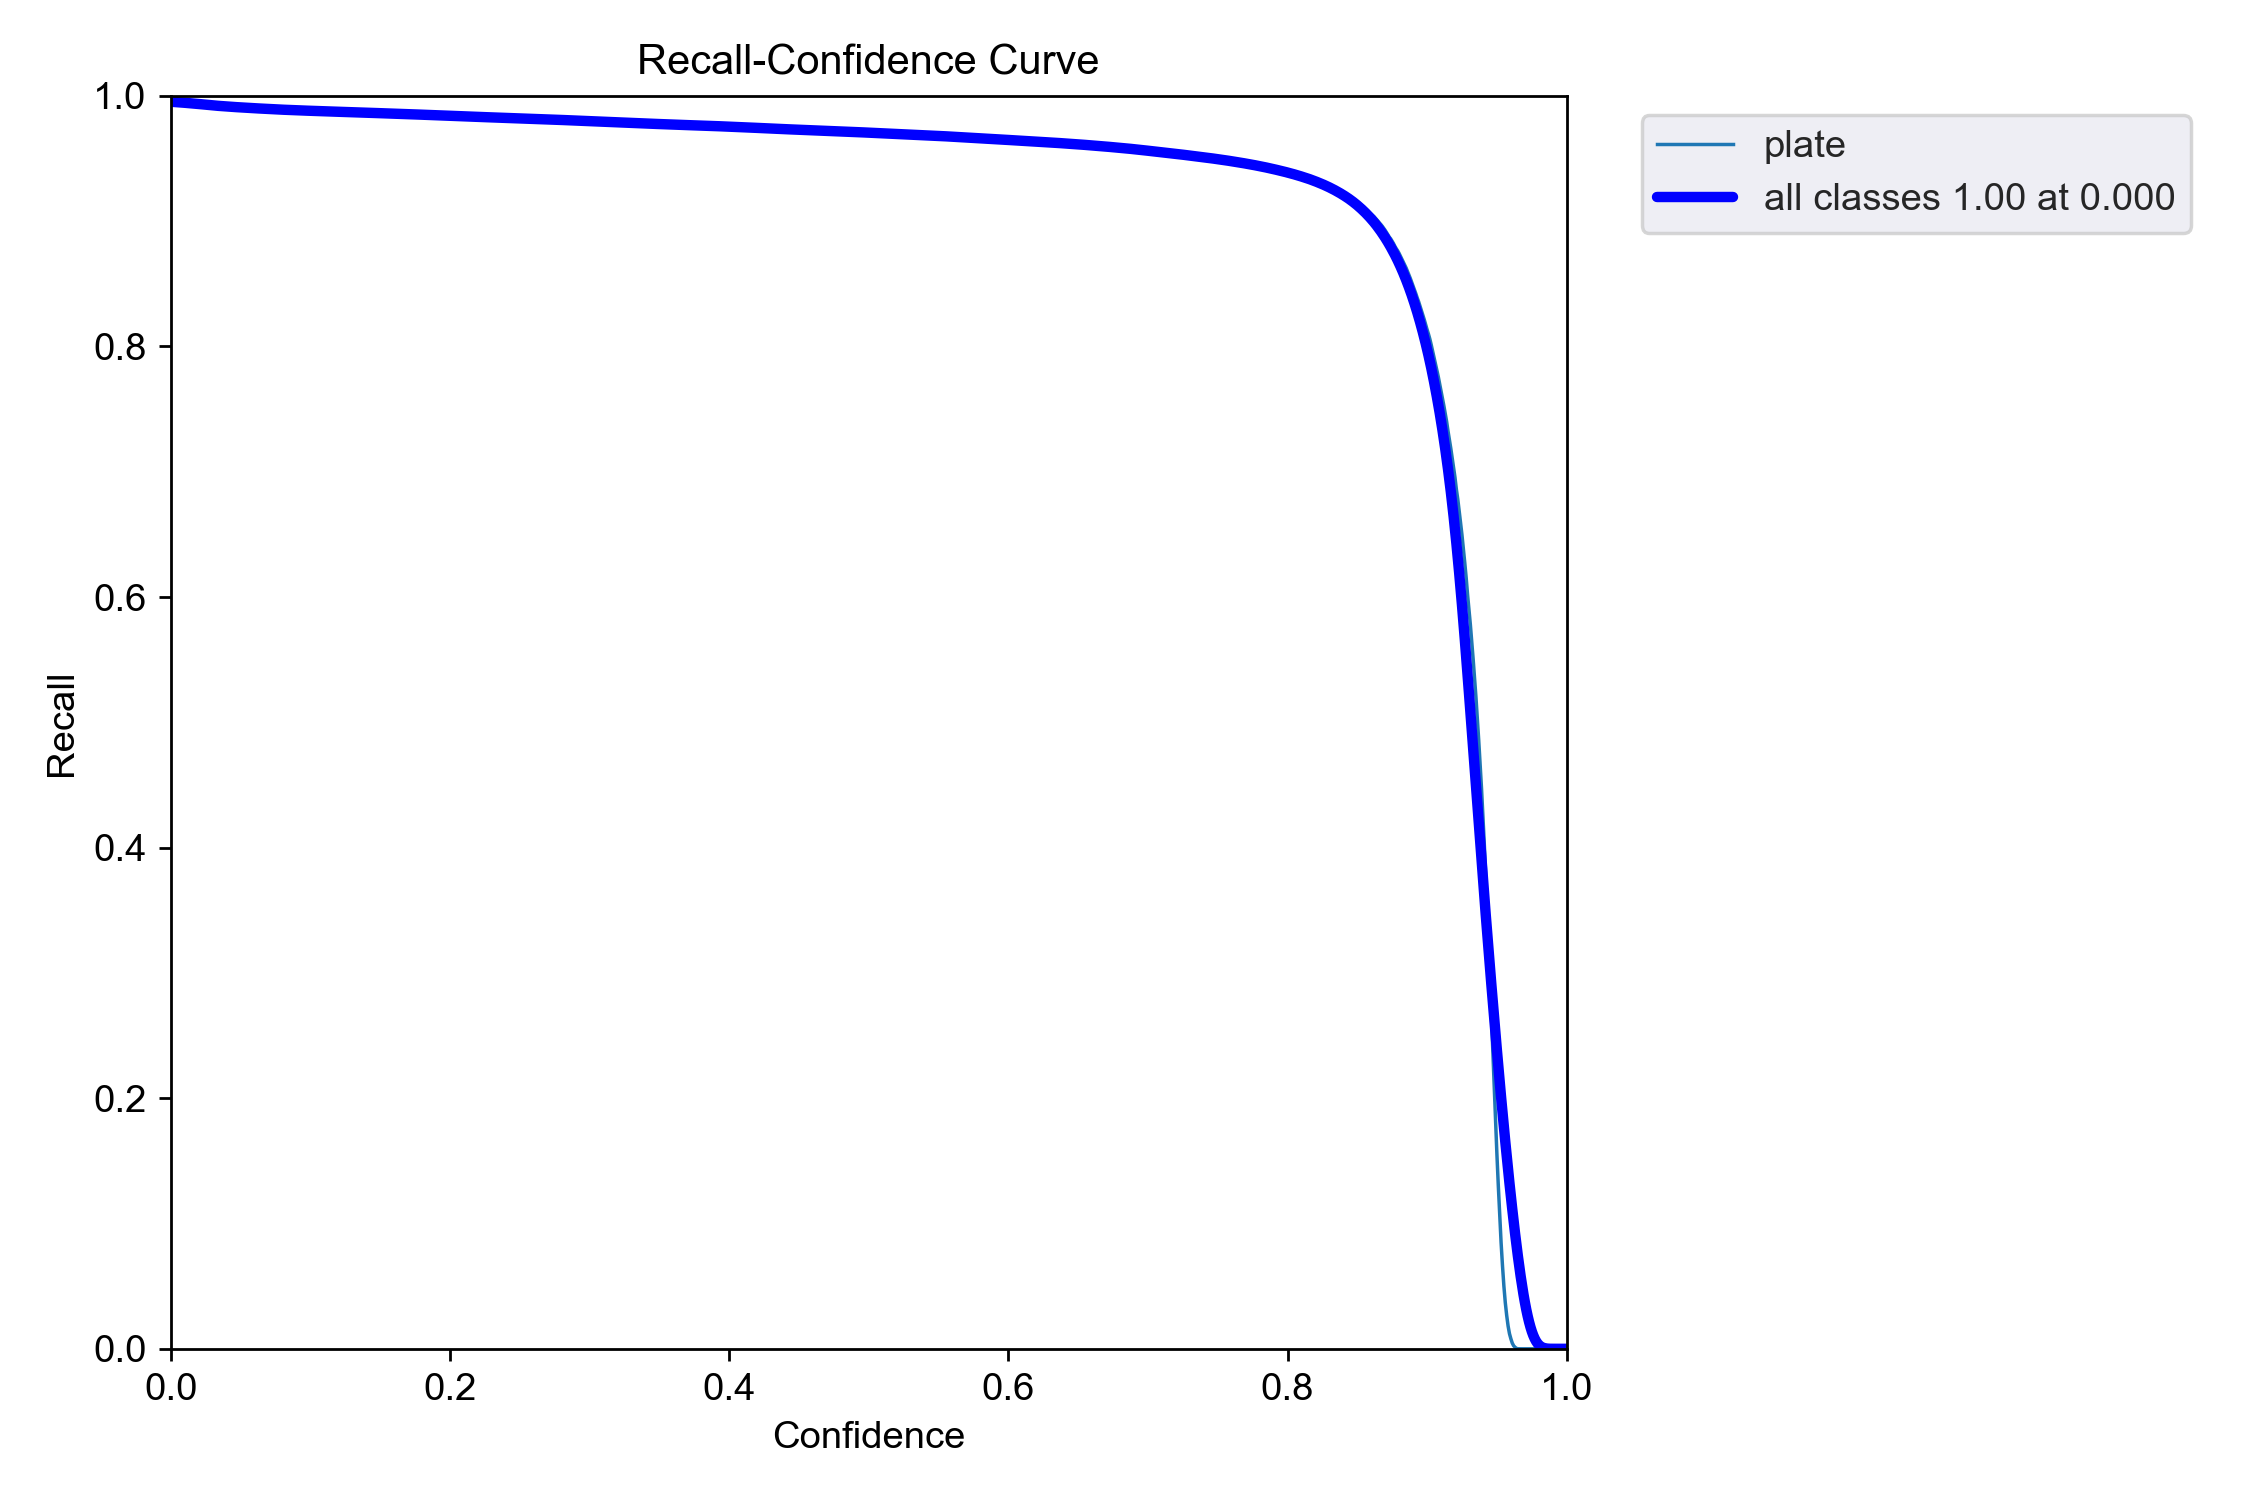 Recall-Confidence Curve
plate
all classes 1.00 at 0.000
1.0
0.8
0.6
0.4
0.2
0.0
Recall
0.0 0.2 0.4 0.6 0.8 1.0
Confidence